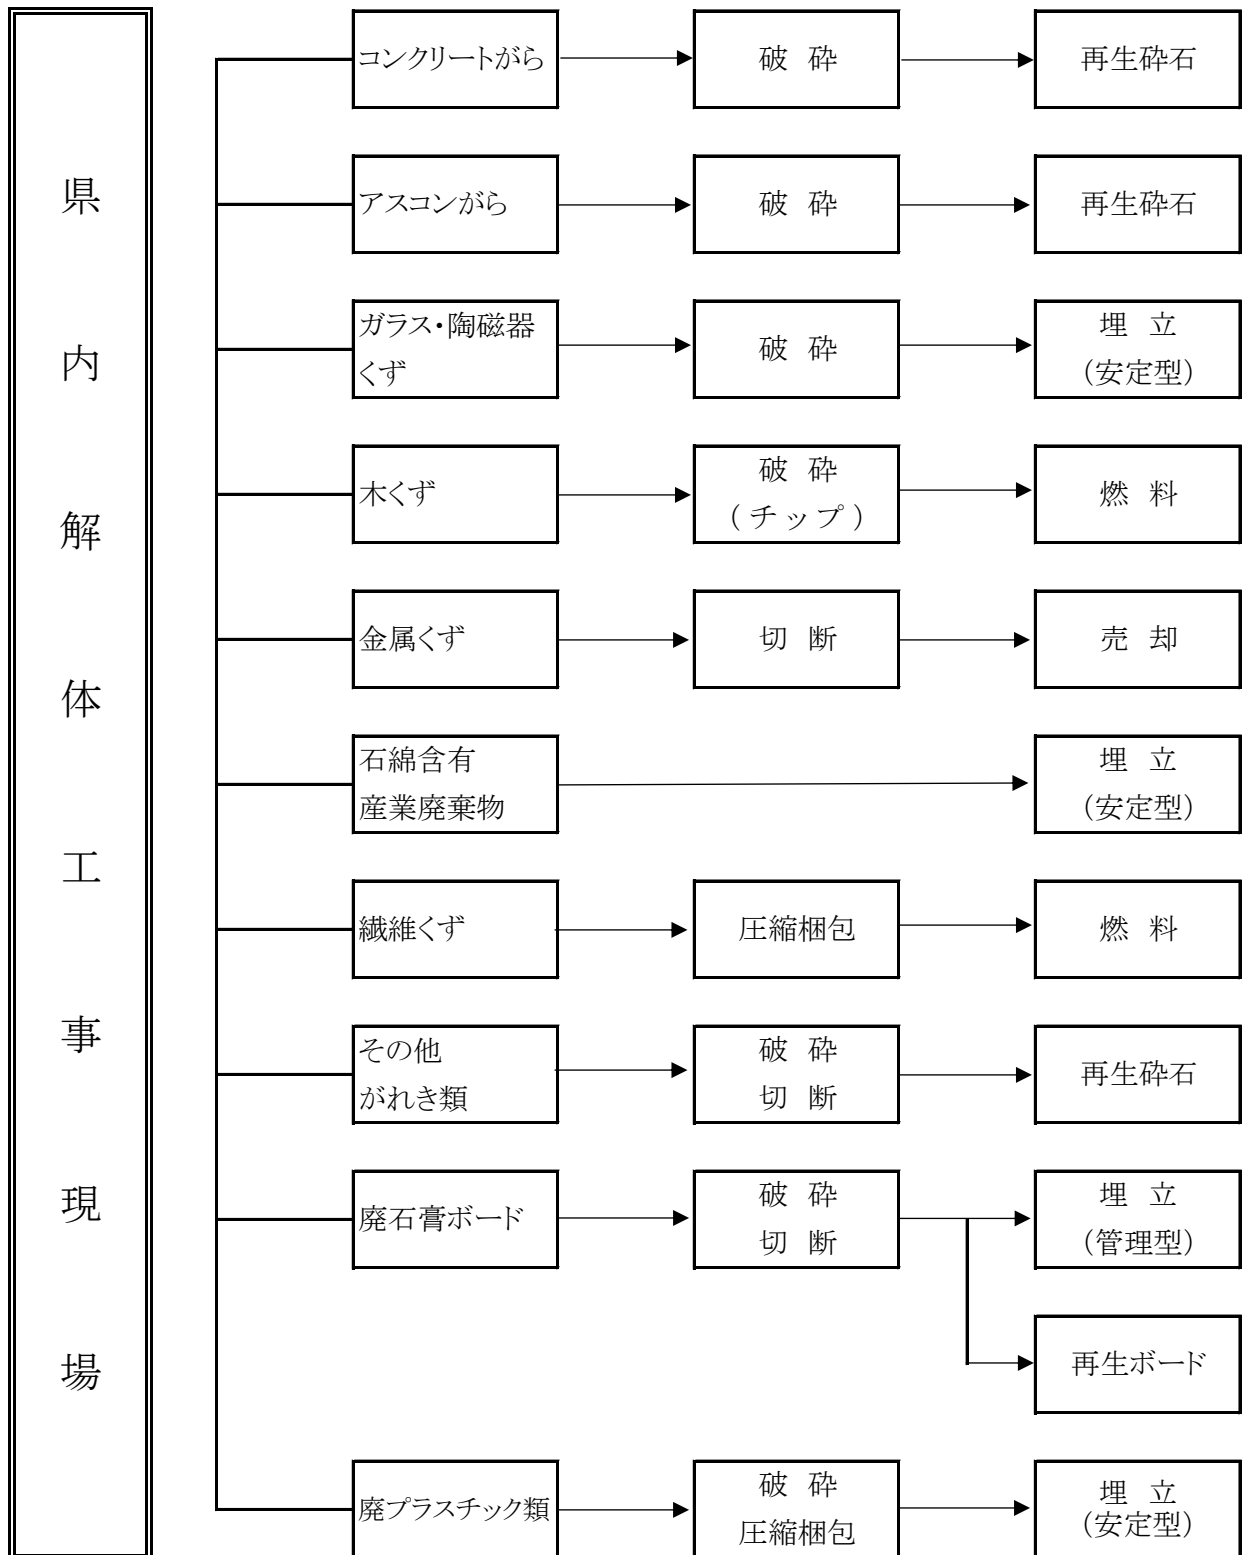 県内解体工事現場
コンクリートがら
破 砕
再生砕石
アスコンがら
破 砕
再生砕石
ガラス・陶磁器
くず
破 砕
埋 立
(安定型)
木くず
破 砕
(チップ)
燃 料
金属くず
切 断
売 却
石綿含有
産業廃棄物
埋 立
(安定型)
繊維くず
圧縮梱包
燃 料
その他
がれき類
破 砕
切 断
再生砕石
廃石膏ボード
破 砕
切 断
埋 立
(管理型)
再生ボード
廃プラスチック類
破 砕
圧縮梱包
埋 立
(安定型)